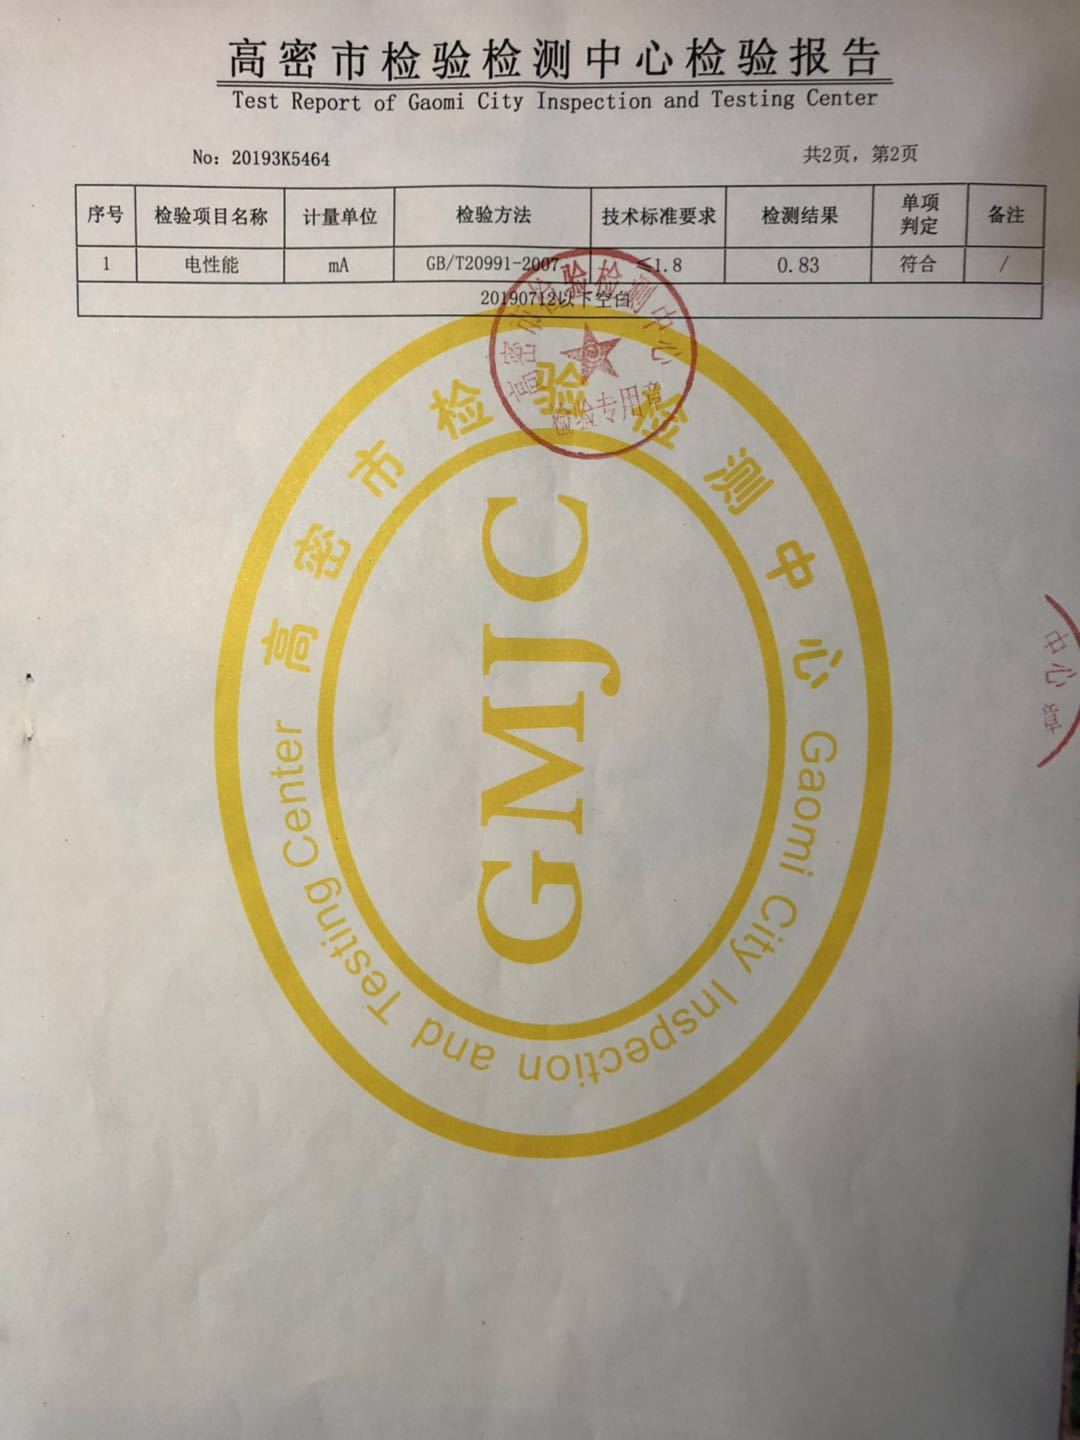 高密市检验检测中心检验报告
Test Report of Gaomi City Inspection and Testing Center
No: 20193K5464
共2页, 第2页
序号 检验项目名称 计量单位 检验方法 技术标准要求 检测结果 单项判定 备注
1 电性能 mA GB/T20991-2007 ≤1.8 0.83 符合 /
20190712以下空白
高密市检验检测中心
检验专用章
高密市检验检测中心
GMJC
Gaomi City Inspection and Testing Center
中心
章